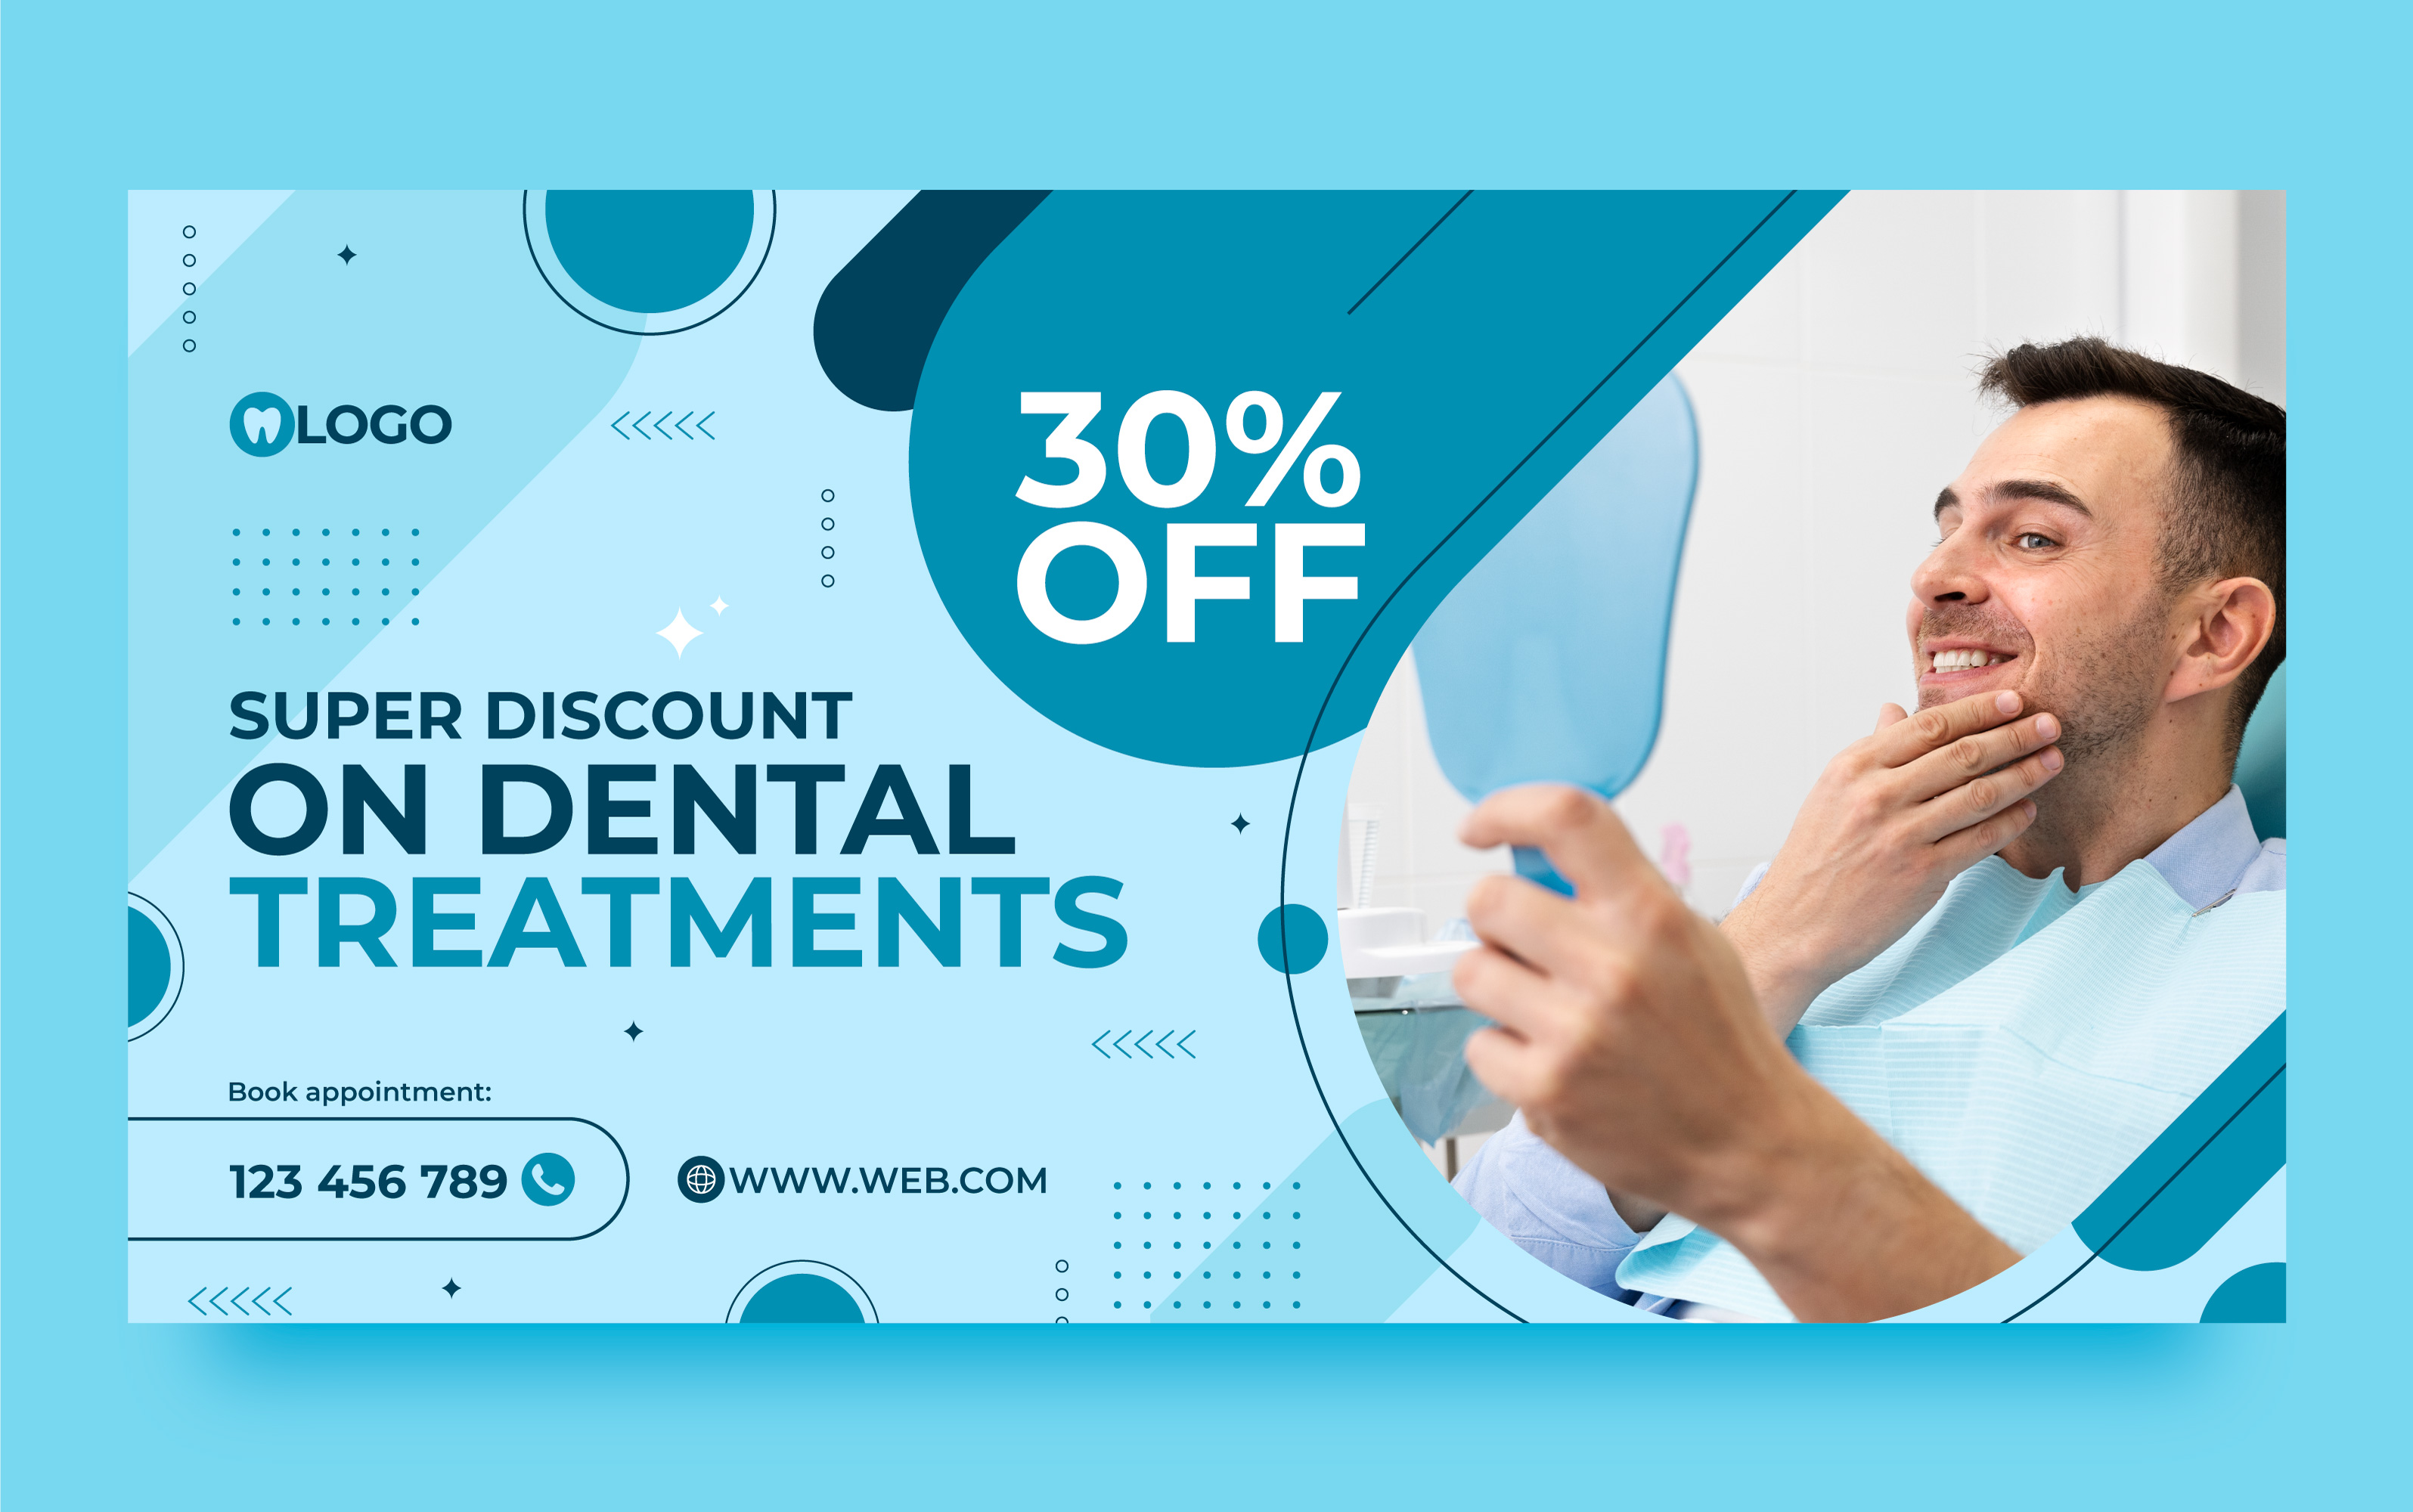 LOGO
30%
OFF
SUPER DISCOUNT
ON DENTAL
TREATMENTS
Book appointment:
123 456 789
WWW.WEB.COM